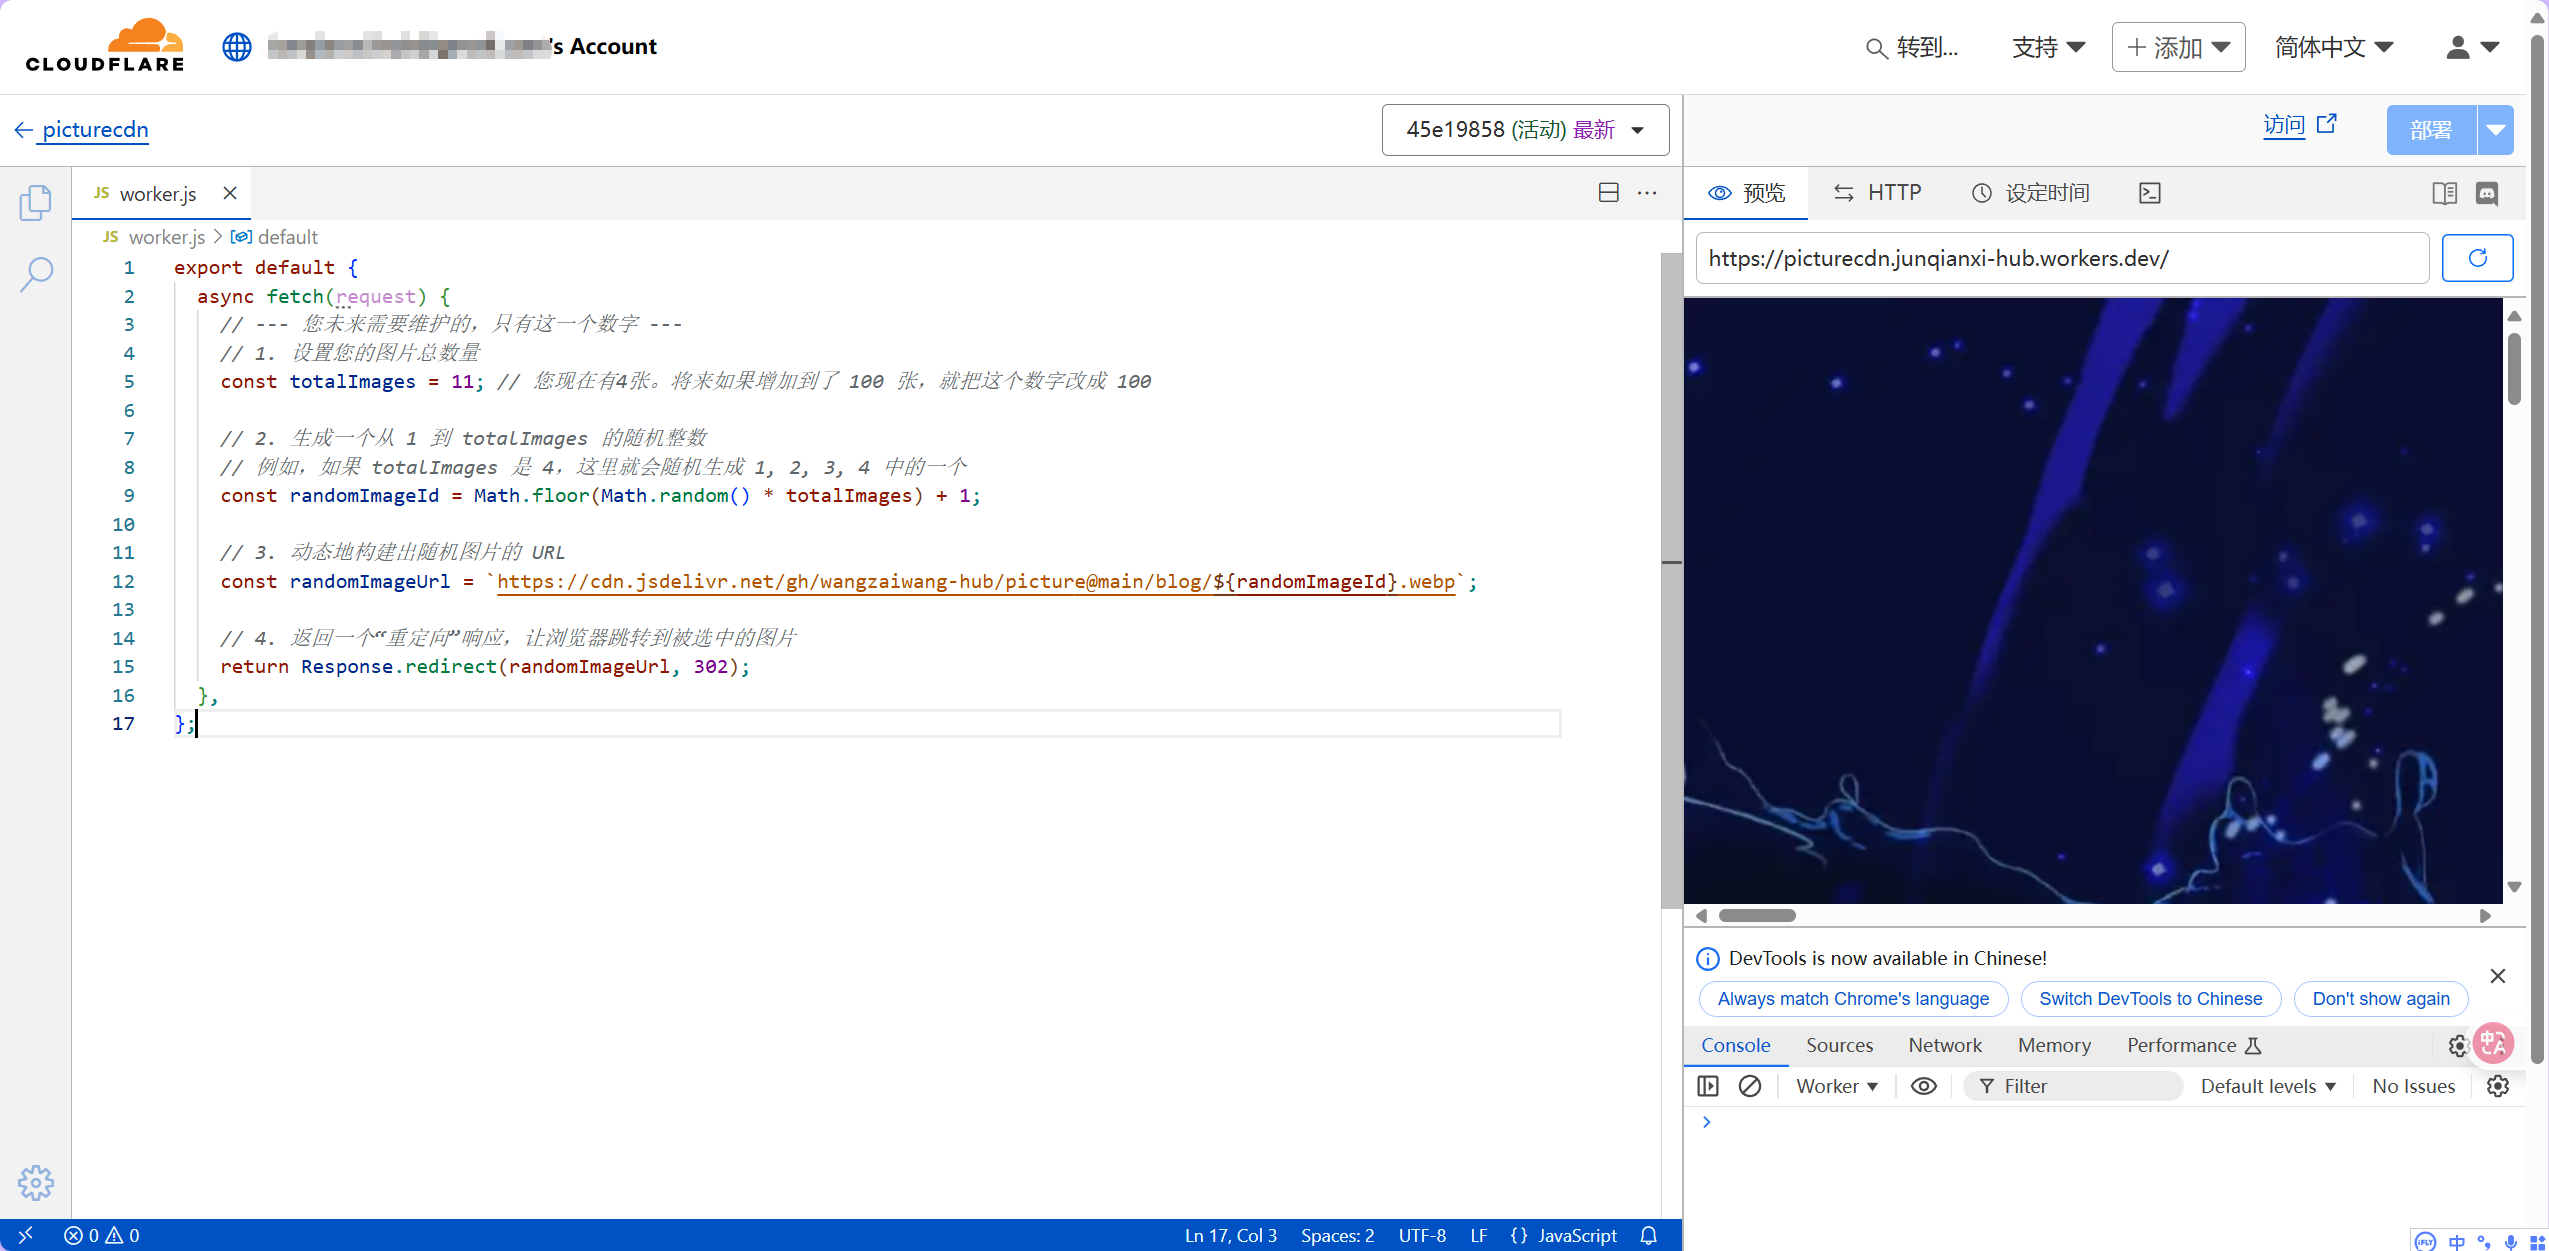 CLOUDFLARE
's Account
转到...
支持
添加
简体中文
picturecdn
45e19858 (活动) 最新
访问
部署
JS worker.js
预览
HTTP
设定时间
JS worker.js > default
https://picturecdn.junqianxi-hub.workers.dev/
1 export default {
2 async fetch(request) {
3 // --- 您未来需要维护的，只有这一个数字 ---
4 // 1. 设置您的图片总数量
5 const totalImages = 11; // 您现在有4张。将来如果增加到了 100 张，就把这个数字改成 100
6
7 // 2. 生成一个从 1 到 totalImages 的随机整数
8 // 例如，如果 totalImages 是 4，这里就会随机生成 1, 2, 3, 4 中的一个
9 const randomImageId = Math.floor(Math.random() * totalImages) + 1;
10
11 // 3. 动态地构建出随机图片的 URL
12 const randomImageUrl = `https://cdn.jsdelivr.net/gh/wangzaiwang-hub/picture@main/blog/${randomImageId}.webp`;
13
14 // 4. 返回一个“重定向”响应，让浏览器跳转到被选中的图片
15 return Response.redirect(randomImageUrl, 302);
16 },
17 };
DevTools is now available in Chinese!
Always match Chrome's language
Switch DevTools to Chinese
Don't show again
Console Sources Network Memory Performance
Worker
Filter
Default levels
No Issues
0 0
Ln 17, Col 3
Spaces: 2
UTF-8
LF
{} JavaScript
iFLY 中